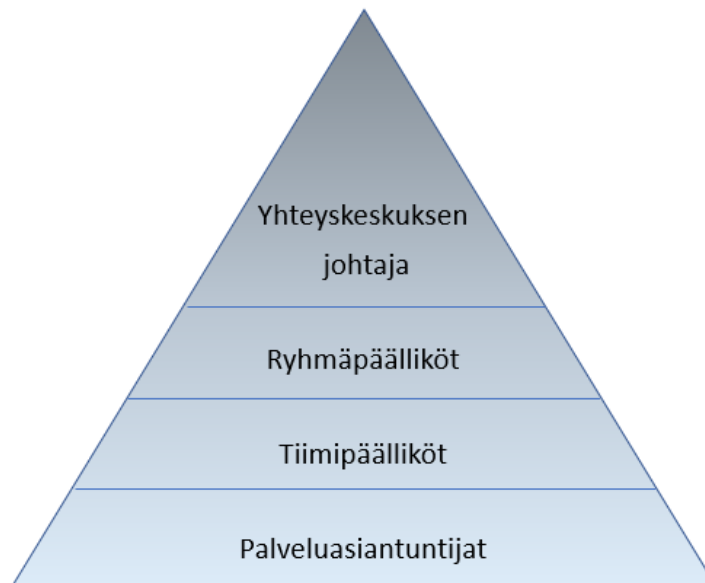 Yhteyskeskuksen
johtaja
Ryhmäpäälliköt
Tiimipäälliköt
Palveluasiantuntijat